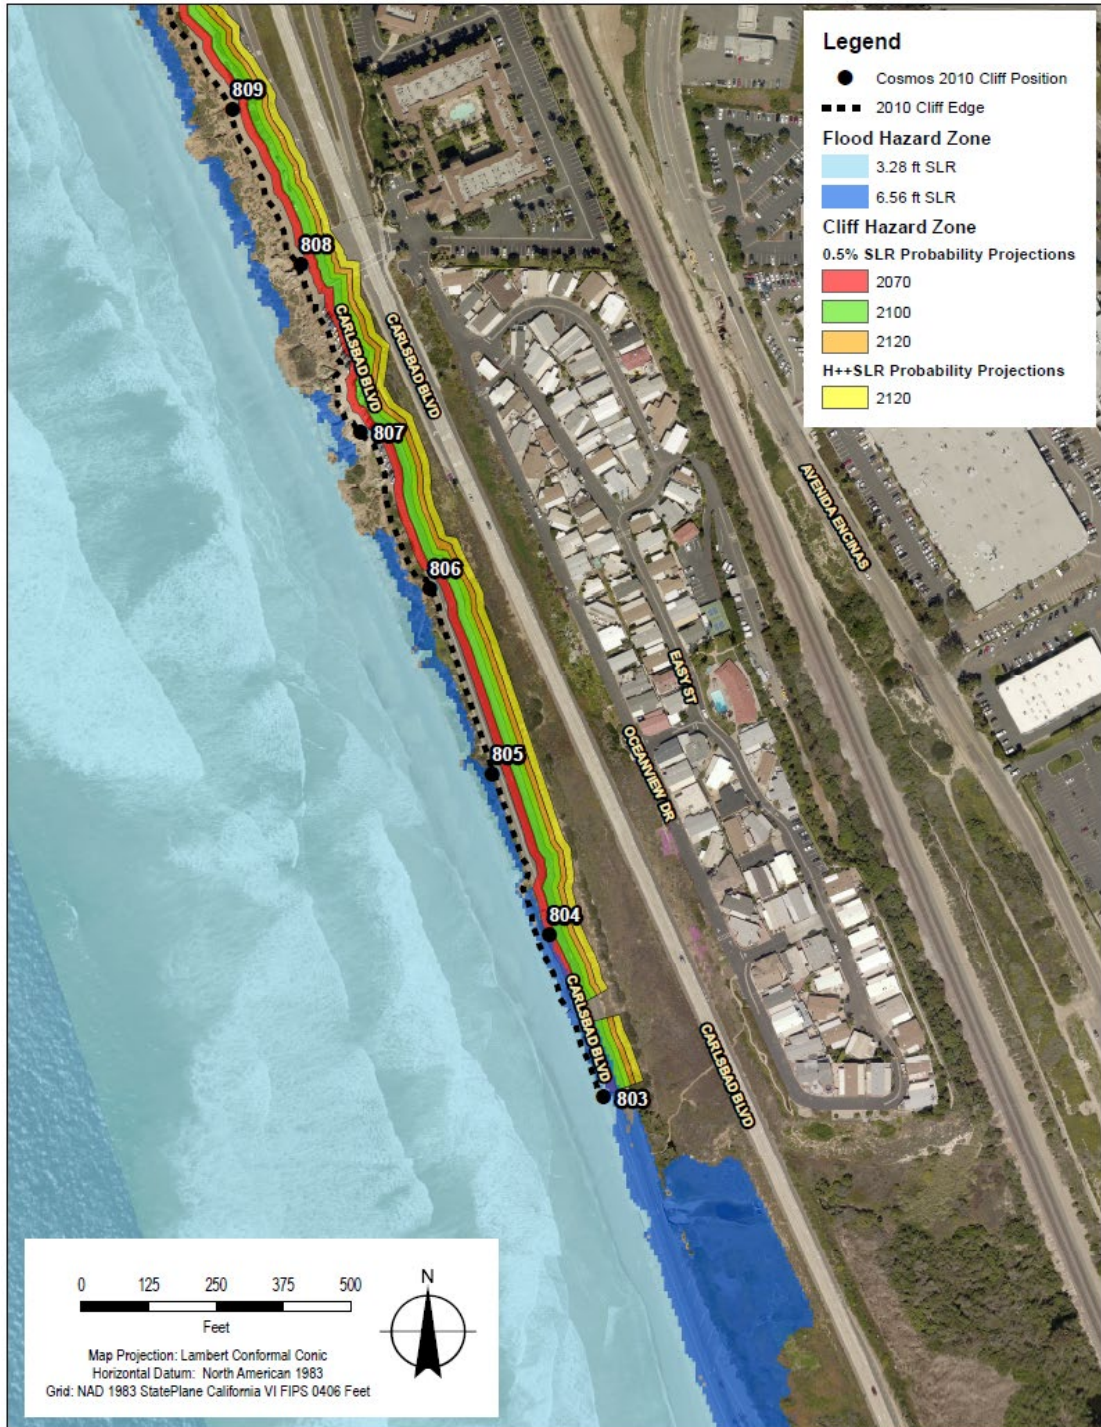 Legend
Cosmos 2010 Cliff Position
2010 Cliff Edge
Flood Hazard Zone
3.28 ft SLR
6.56 ft SLR
Cliff Hazard Zone
0.5% SLR Probability Projections
2070
2100
2120
H++SLR Probability Projections
2120
809
808
CARLSBAD BLVD
CARLSBAD BLVD
807
AVENIDA ENCINAS
806
EASY ST
OCEANVIEW DR
805
804
CARLSBAD BLVD
CARLSBAD BLVD
803
0 125 250 375 500
Feet
N
Map Projection: Lambert Conformal Conic
Horizontal Datum: North American 1983
Grid: NAD 1983 StatePlane California VI FIPS 0406 Feet